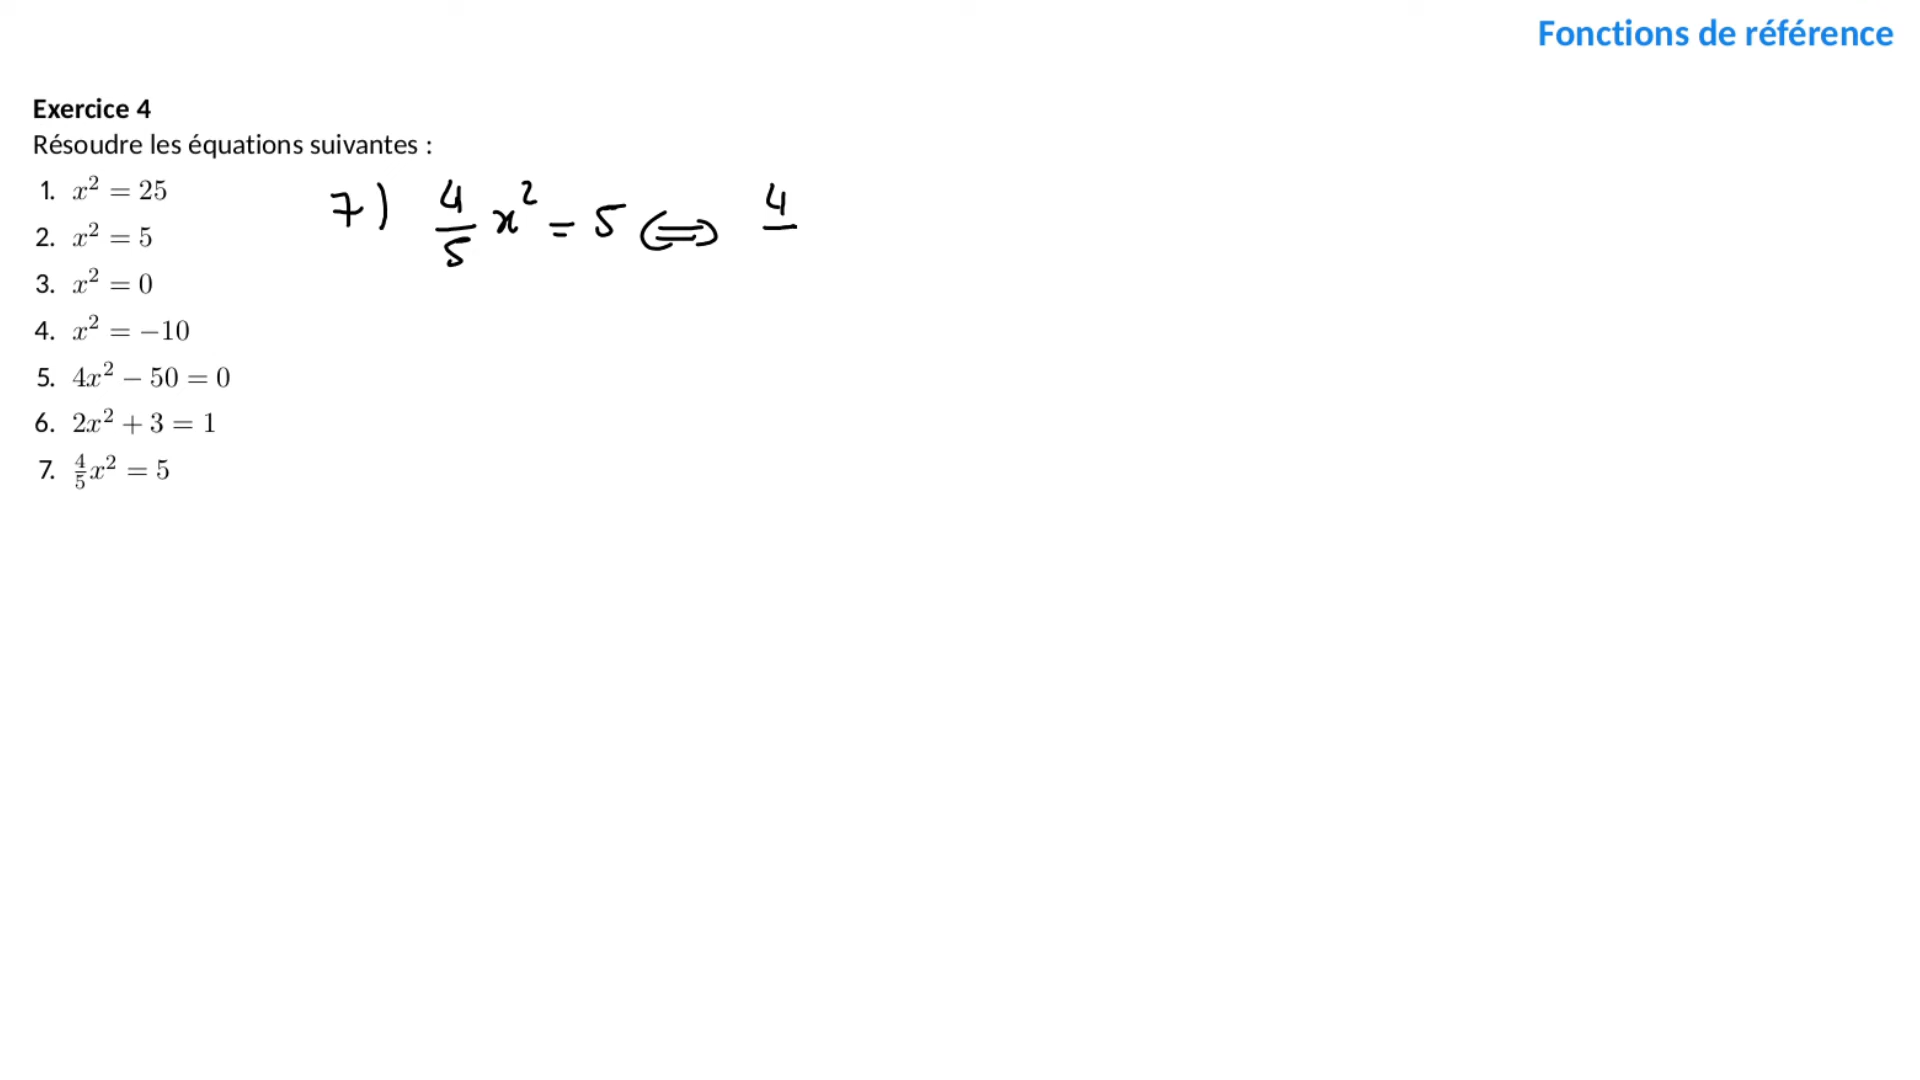 Fonctions de référence
Exercice 4
Résoudre les équations suivantes :
1. x² = 25
2. x² = 5
3. x² = 0
4. x² = −10
5. 4x² − 50 = 0
6. 2x² + 3 = 1
7. 4/5 x² = 5
7) 4/5 x² = 5 ⟺ 4